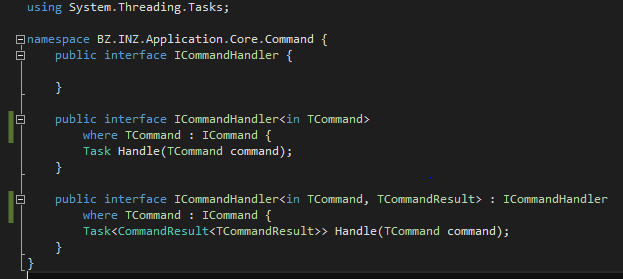 using System.Threading.Tasks;
namespace BZ.INZ.Application.Core.Command {
public interface ICommandHandler {
}
public interface ICommandHandler<in TCommand>
where TCommand : ICommand {
Task Handle(TCommand command);
}
public interface ICommandHandler<in TCommand, TCommandResult> : ICommandHandler
where TCommand : ICommand {
Task<CommandResult<TCommandResult>> Handle(TCommand command);
}
}